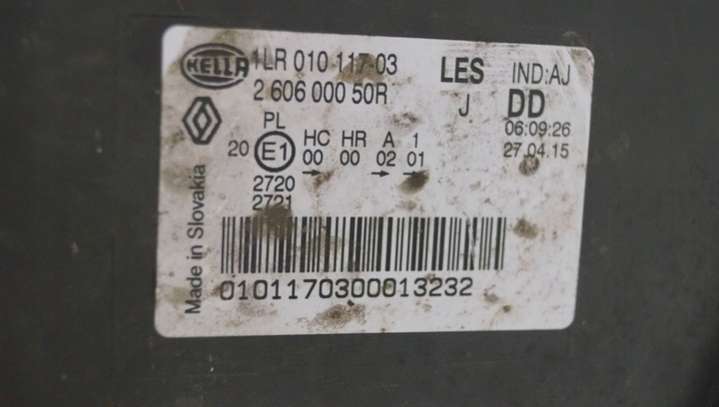 HELLA 1LR 010 117-03 LES IND:AJ
2 606 000 50R J DD
06:09:26
27.04.15
PL HC HR A 1
20 E1 00 00 02 01
2720
2721
Made in Slovakia
0101170300013232